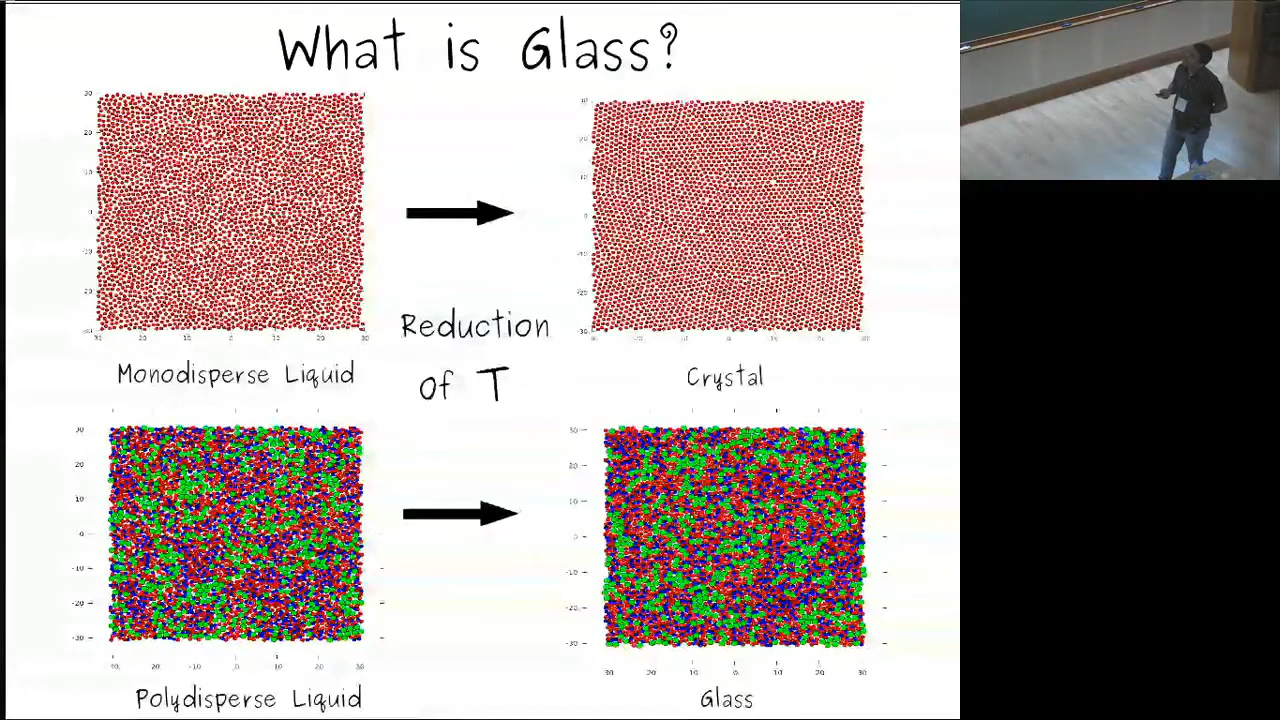 What is Glass?
Monodisperse Liquid
Reduction
of T
Crystal
Polydisperse Liquid
Glass